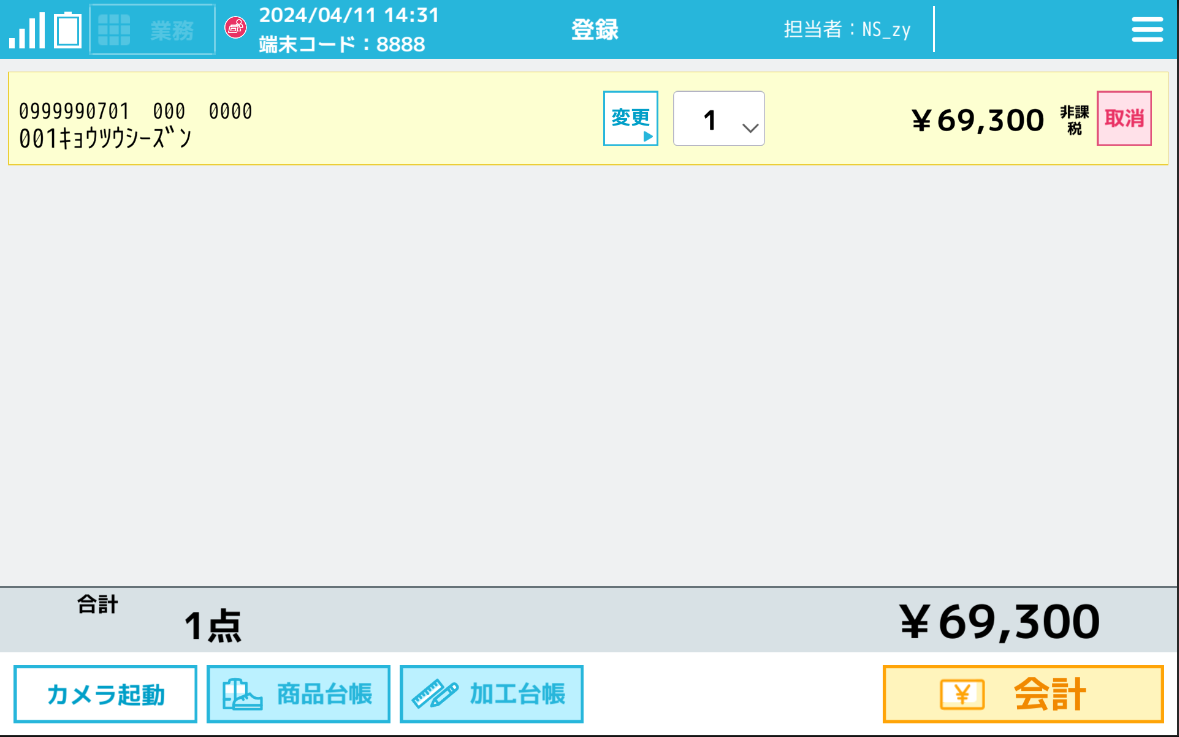 業務
2024/04/11 14:31
端末コード：8888
登録
担当者：NS_zy
0999990701 000 0000
001ｷｮｳﾂｳｼｰｽﾞﾝ
変更
1
￥69,300
非課税
取消
合計
1点
￥69,300
カメラ起動
商品台帳
加工台帳
￥
会計